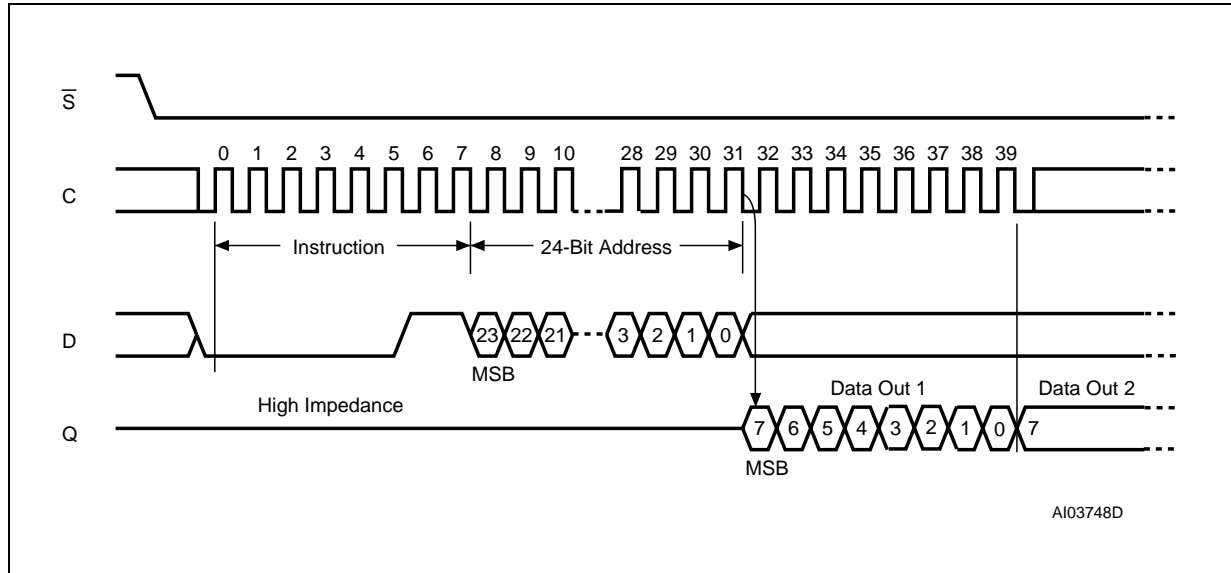 S
0 1 2 3 4 5 6 7 8 9 10 28 29 30 31 32 33 34 35 36 37 38 39
C
Instruction 24-Bit Address
D 23 22 21 3 2 1 0
MSB
High Impedance Data Out 1 Data Out 2
Q 7 6 5 4 3 2 1 0 7
MSB
AI03748D